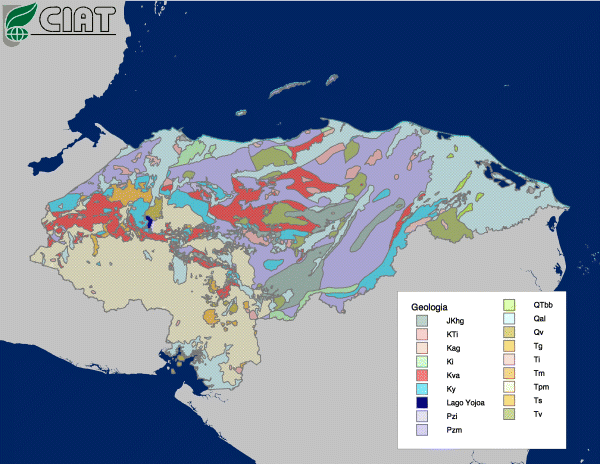 CIAT
Geologia
JKhg
KTi
Kag
Ki
Kva
Ky
Lago Yojoa
Pzi
Pzm
QTbb
Qal
Qv
Tg
Ti
Tm
Tpm
Ts
Tv